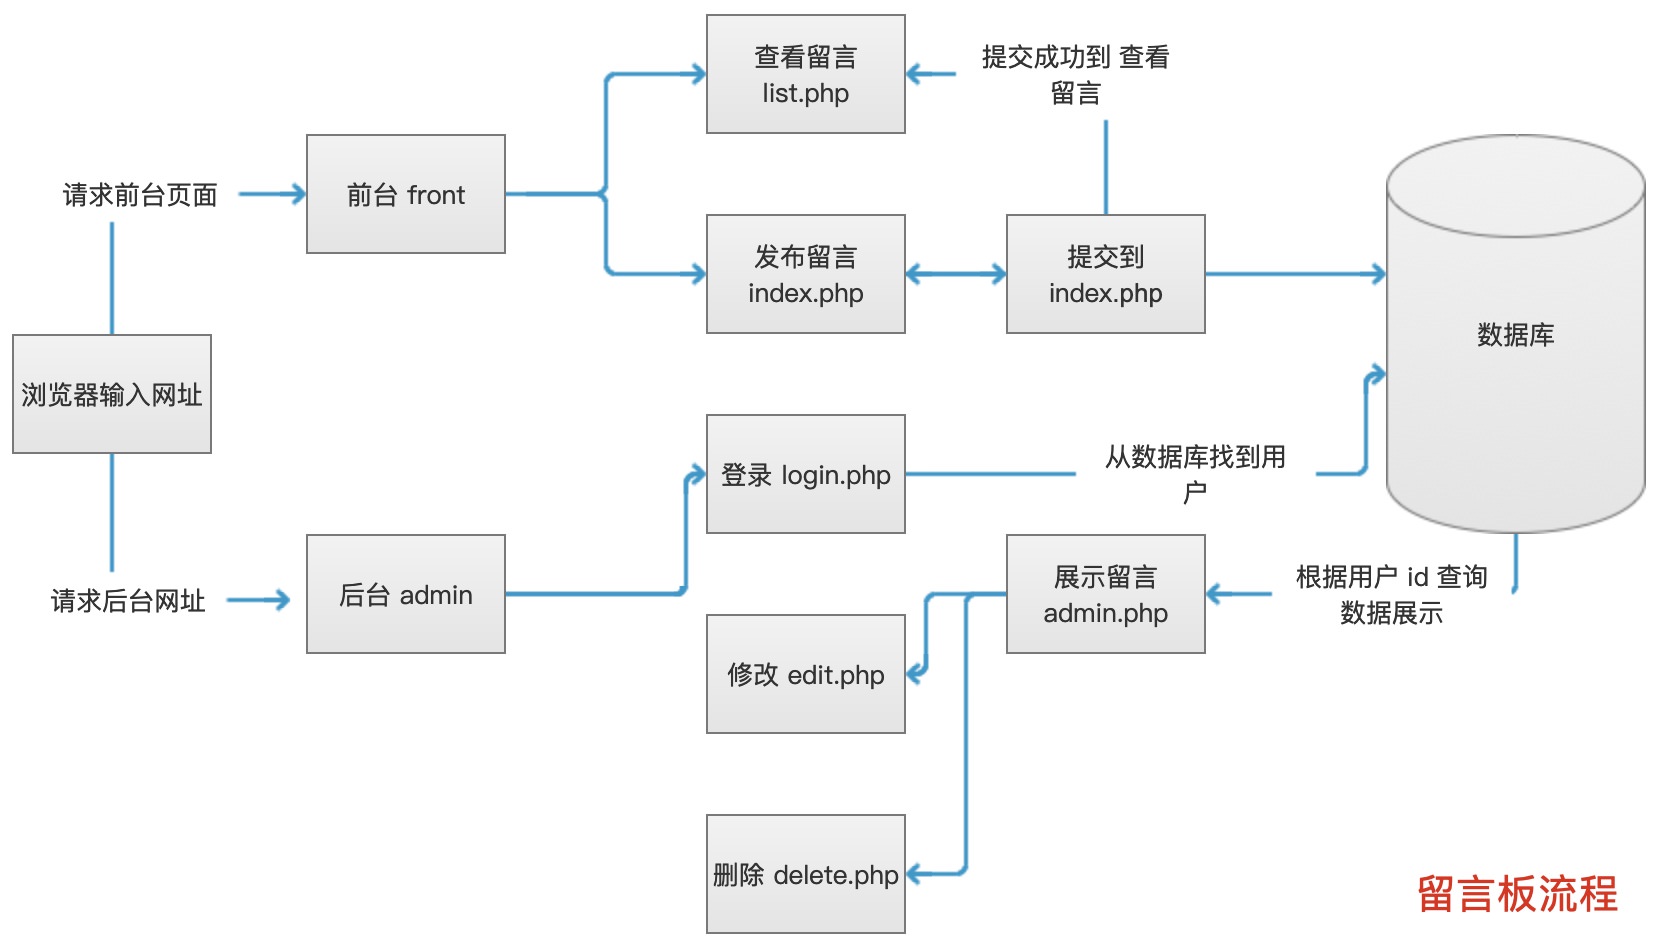 查看留言
list.php
提交成功到 查看
留言
请求前台页面
前台 front
发布留言
index.php
提交到
index.php
数据库
浏览器输入网址
登录 login.php
从数据库找到用
户
请求后台网址
后台 admin
展示留言
admin.php
根据用户 id 查询
数据展示
修改 edit.php
删除 delete.php
留言板流程